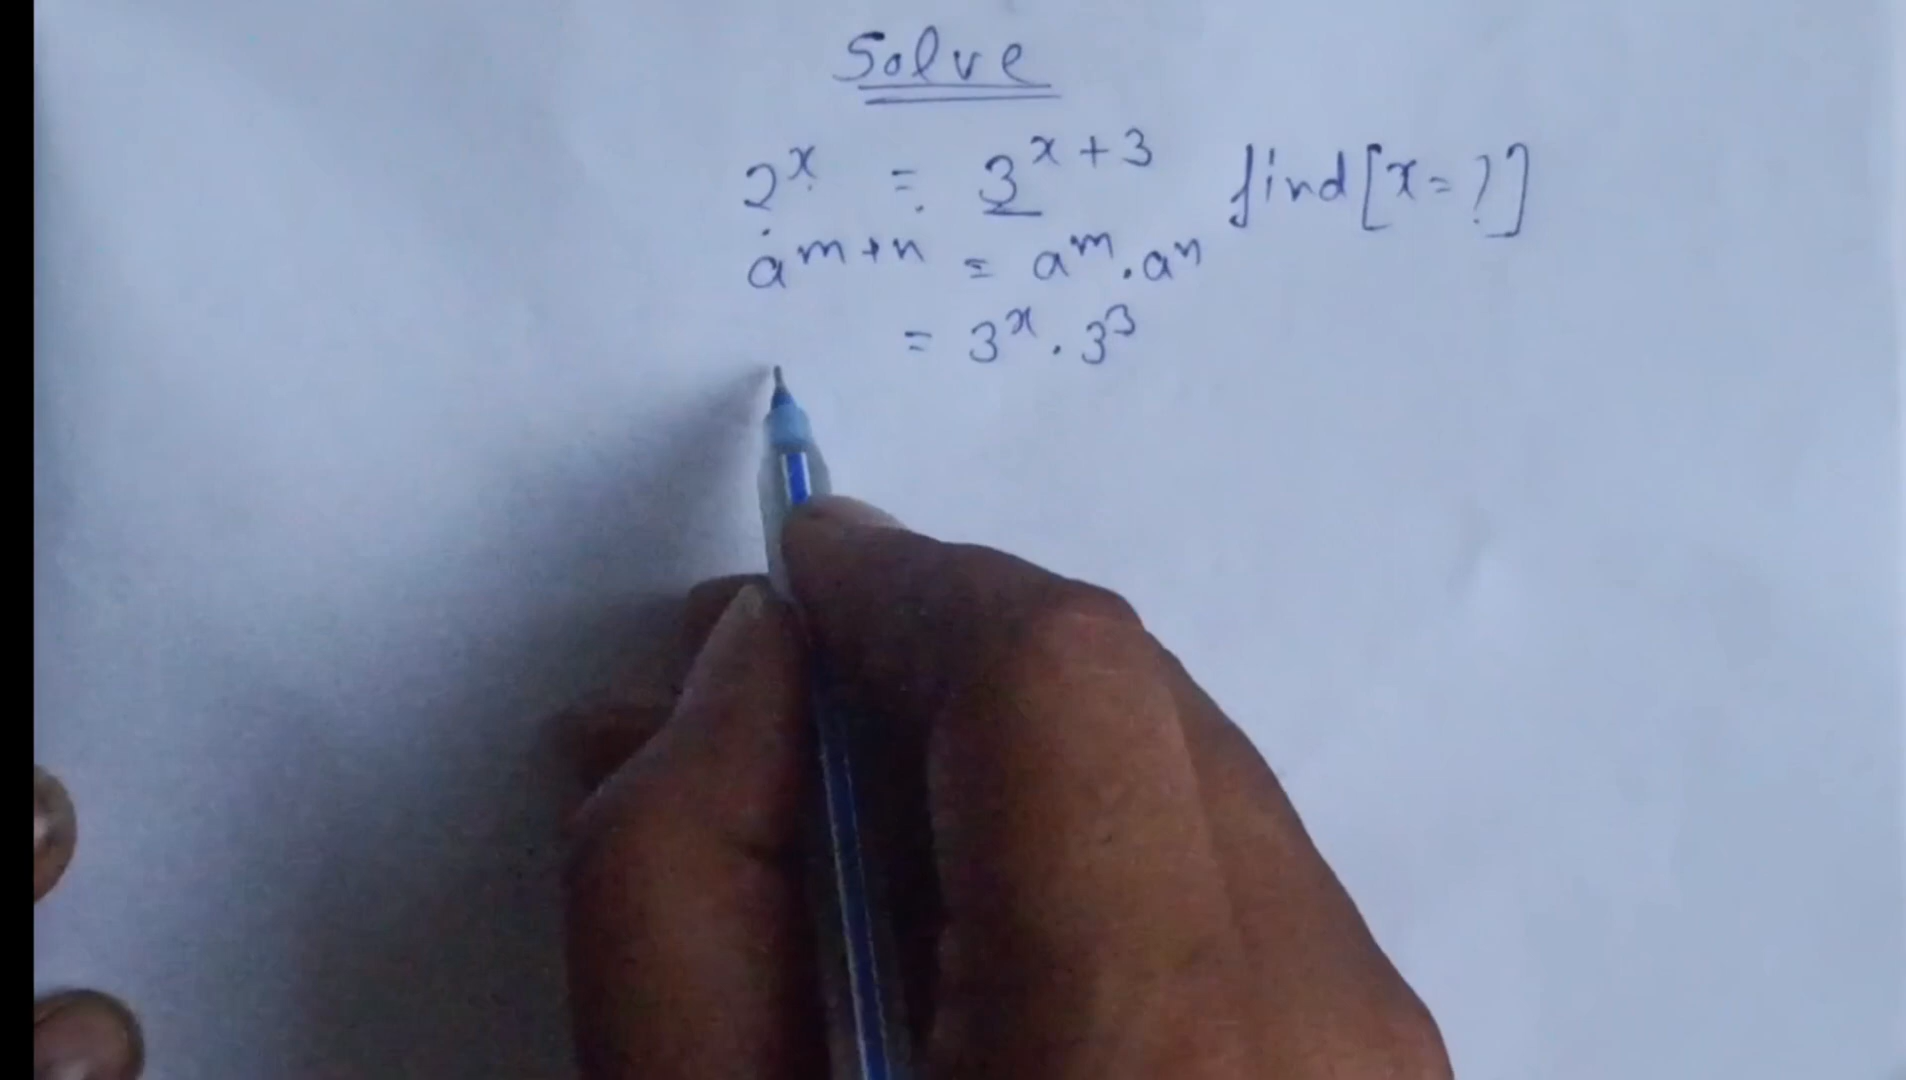 Solve
2^x = 3^x+3 find [x=?]
a^m+n = a^m . a^n
= 3^x . 3^3